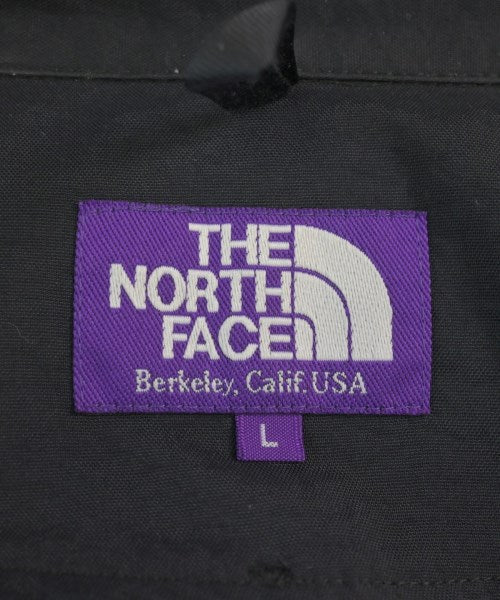 THE
NORTH
FACE
Berkeley, Calif. USA
L